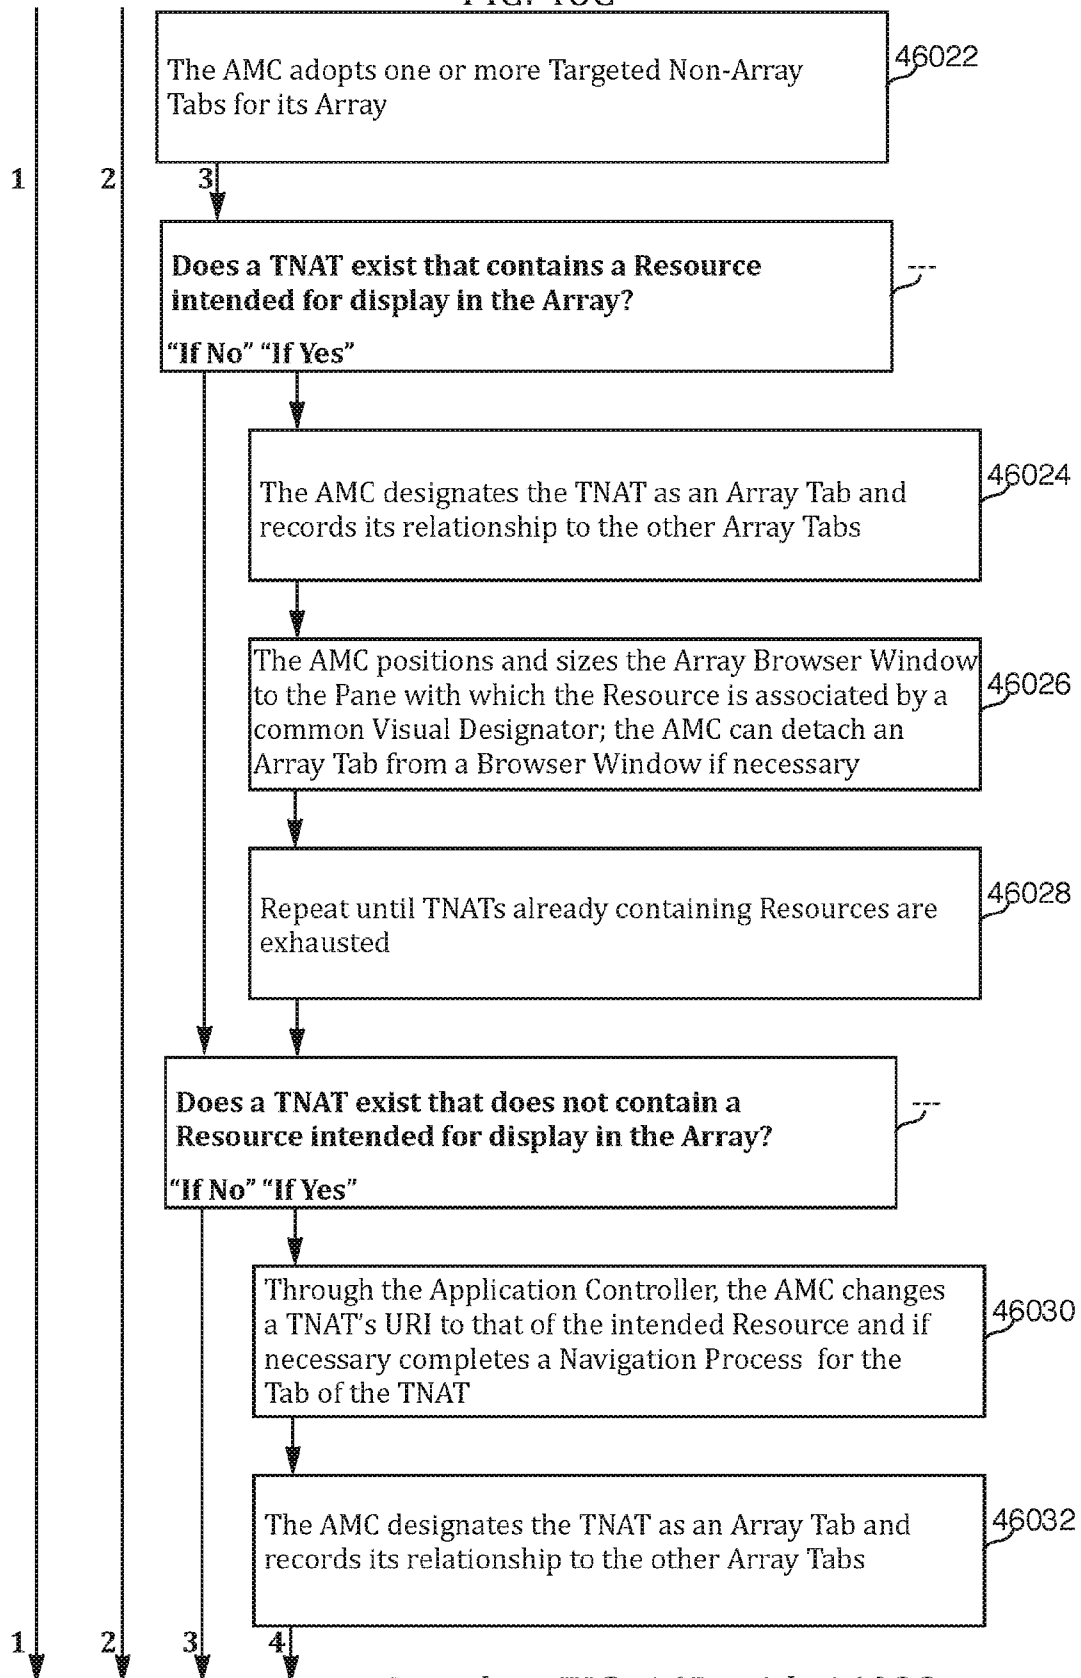 46022
The AMC adopts one or more Targeted Non-Array
Tabs for its Array
1 2 3
Does a TNAT exist that contains a Resource
intended for display in the Array?
---
"If No" "If Yes"
46024
The AMC designates the TNAT as an Array Tab and
records its relationship to the other Array Tabs
46026
The AMC positions and sizes the Array Browser Window
to the Pane with which the Resource is associated by a
common Visual Designator; the AMC can detach an
Array Tab from a Browser Window if necessary
46028
Repeat until TNATs already containing Resources are
exhausted
Does a TNAT exist that does not contain a
Resource intended for display in the Array?
---
"If No" "If Yes"
46030
Through the Application Controller, the AMC changes
a TNAT's URI to that of the intended Resource and if
necessary completes a Navigation Process for the
Tab of the TNAT
46032
The AMC designates the TNAT as an Array Tab and
records its relationship to the other Array Tabs
1 2 3 4